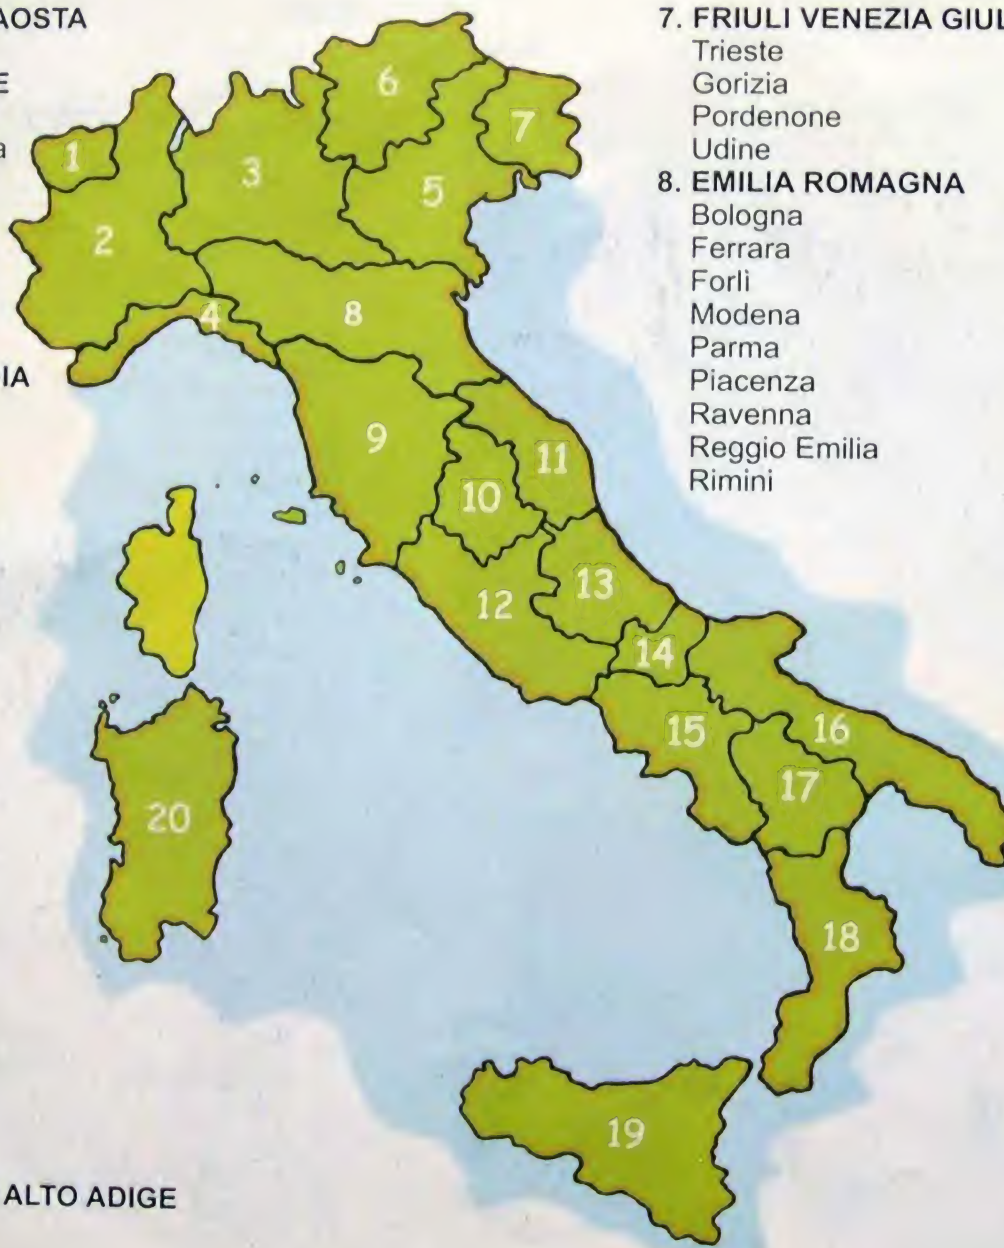 AOSTA
E
a
IA
ALTO ADIGE
1
2
3
4
5
6
7
8
9
10
11
12
13
14
15
16
17
18
19
20
7. FRIULI VENEZIA GIUL
Trieste
Gorizia
Pordenone
Udine
8. EMILIA ROMAGNA
Bologna
Ferrara
Forlì
Modena
Parma
Piacenza
Ravenna
Reggio Emilia
Rimini